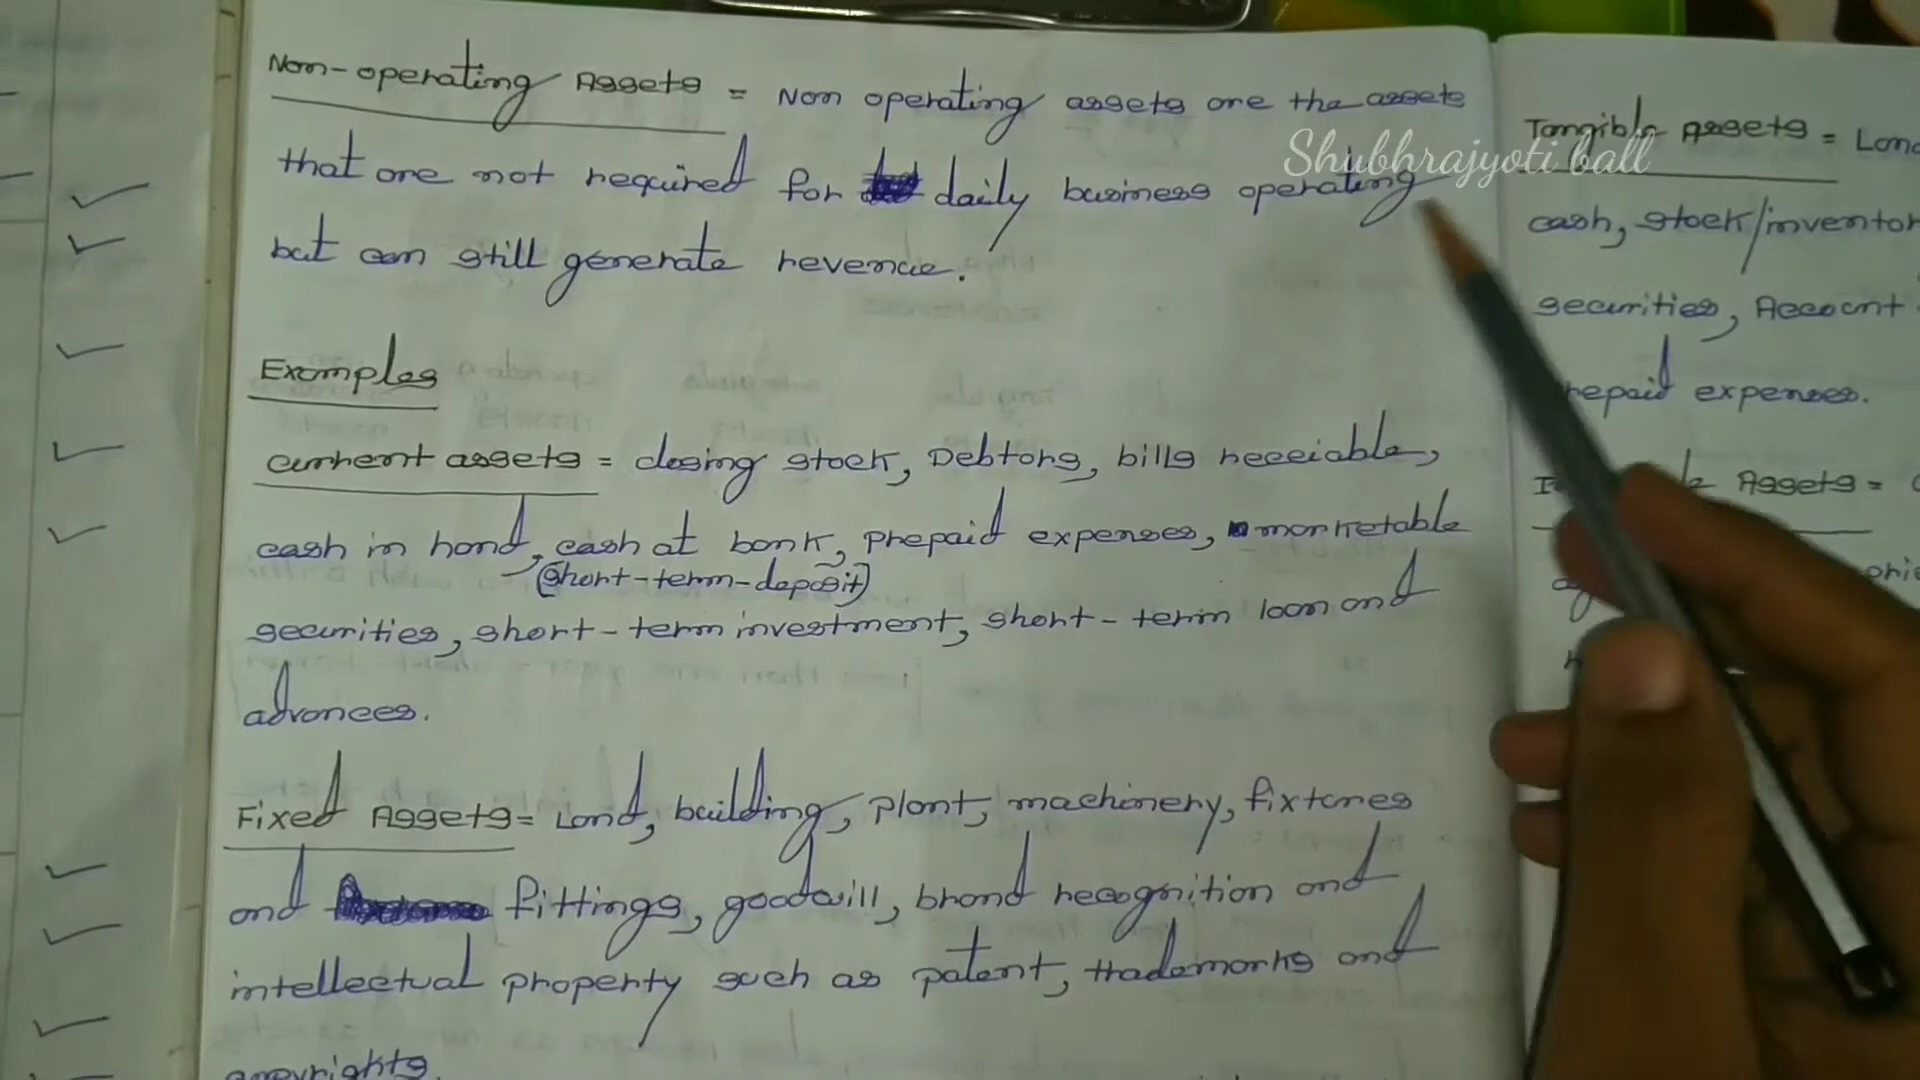 Non-operating Assets = Non operating assets are the assets
that are not required for daily business operating
but can still generate revenue.
Examples
current assets = closing stock, Debtors, bills receiable,
cash in hand, cash at bank, prepaid expenses, marketable
(short-term-deposit)
securities, short-term investment, short-term loan and
advances.
Fixed Assets = Land, building, plant, machinery, fixtures
and fittings, goodwill, brand recognition and
intellectual property such as patent, trademarks and
copyrights.
Tangible Assets = Land
cash, stock/inventor
securities, Account
repaid expenses.
Assets =
Shubhrajyoti ball